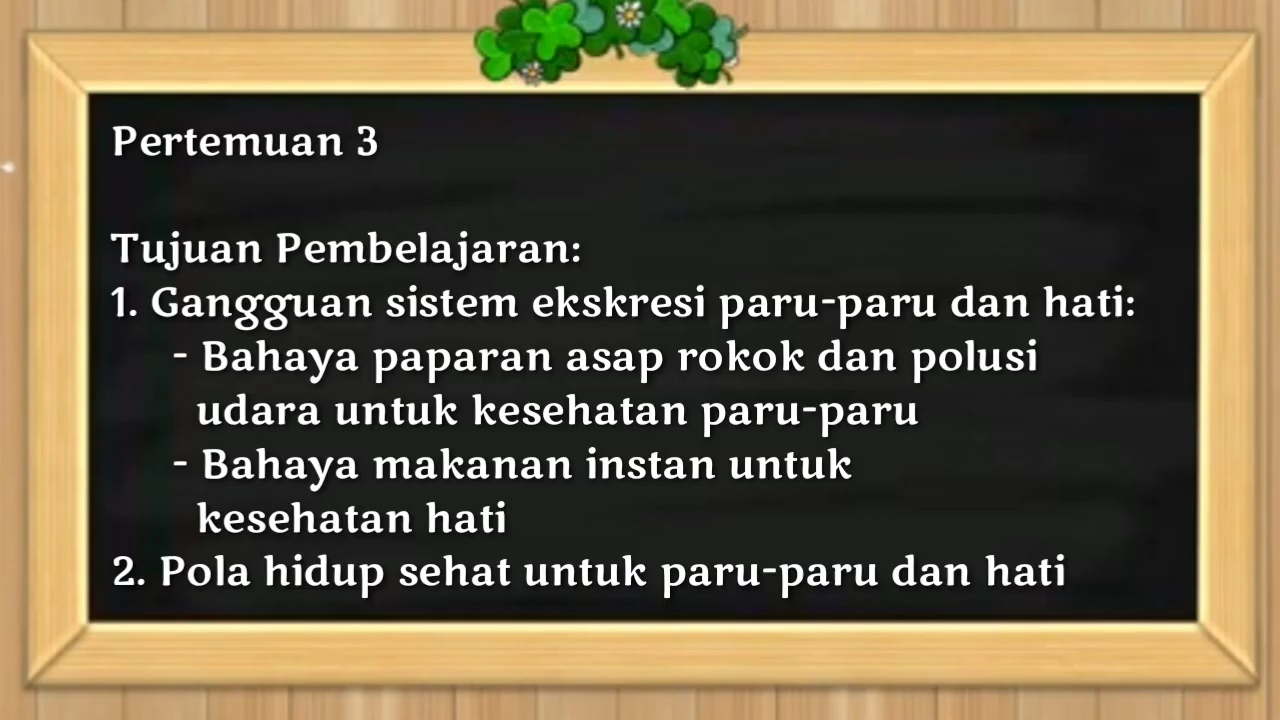 Pertemuan 3
Tujuan Pembelajaran:
1. Gangguan sistem ekskresi paru-paru dan hati:
- Bahaya paparan asap rokok dan polusi
udara untuk kesehatan paru-paru
- Bahaya makanan instan untuk
kesehatan hati
2. Pola hidup sehat untuk paru-paru dan hati